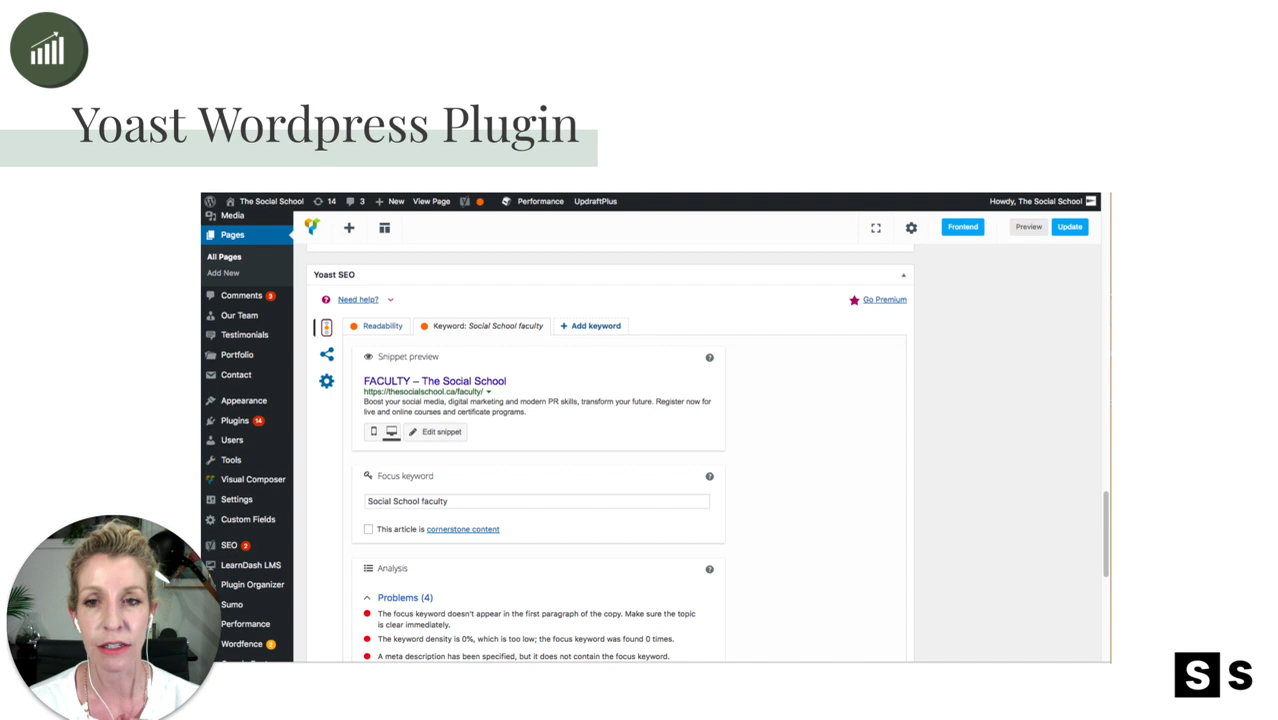 Yoast Wordpress Plugin
The Social School 14 3 New View Page Performance UpdraftPlus Howdy, The Social School
Media
Pages
All Pages
Add New
Comments 3
Our Team
Testimonials
Portfolio
Contact
Appearance
Plugins 14
Users
Tools
Visual Composer
Settings
Custom Fields
SEO 2
LearnDash LMS
Plugin Organizer
Sumo
Performance
Wordfence 2
Frontend Preview Update
Yoast SEO
Need help? Go Premium
Readability Keyword: Social School faculty Add keyword
Snippet preview
FACULTY – The Social School
https://thesocialschool.ca/faculty/
Boost your social media, digital marketing and modern PR skills, transform your future. Register now for
live and online courses and certificate programs.
Edit snippet
Focus keyword
Social School faculty
This article is cornerstone content
Analysis
Problems (4)
The focus keyword doesn't appear in the first paragraph of the copy. Make sure the topic
is clear immediately.
The keyword density is 0%, which is too low; the focus keyword was found 0 times.
A meta description has been specified, but it does not contain the focus keyword.
S S